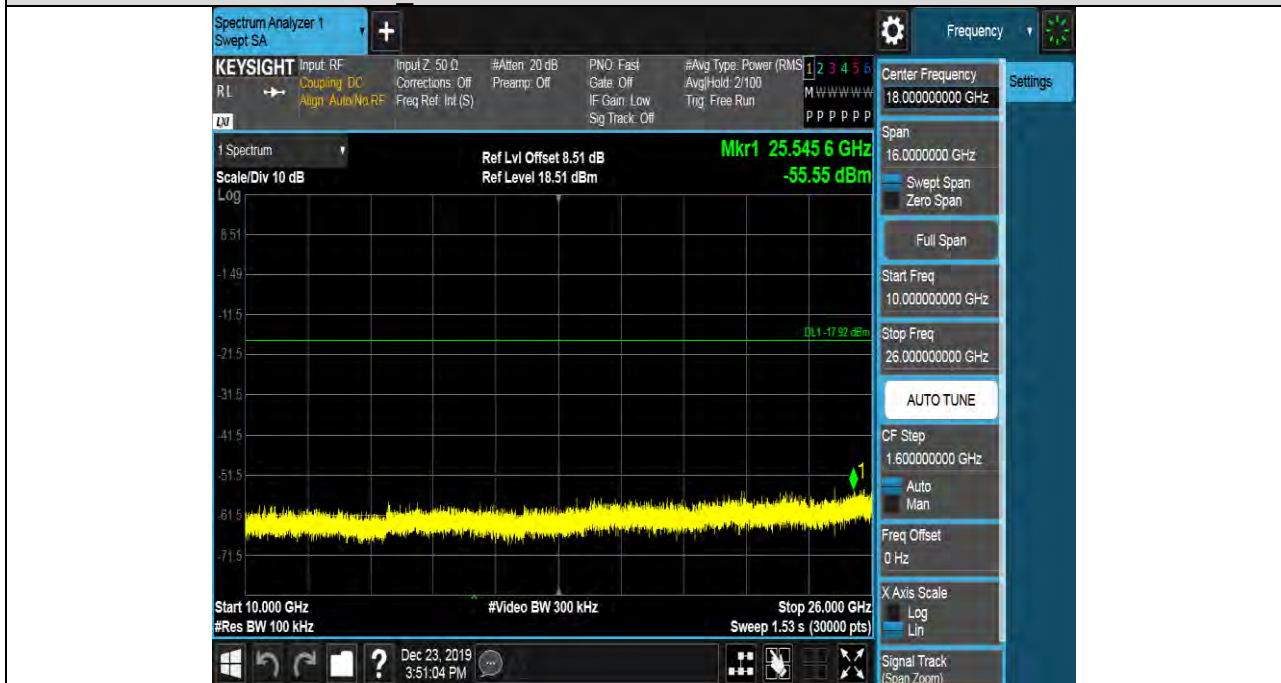 Spectrum Analyzer 1
Swept SA
+
Frequency
KEYSIGHT
RL
LXI
Input: RF
Coupling: DC
Align: Auto/No RF
Input Z: 50 Ω
Corrections: Off
Freq Ref: Int (S)
#Atten: 20 dB
Preamp: Off
PNO: Fast
Gate: Off
IF Gain: Low
Sig Track: Off
#Avg Type: Power (RMS
Avg|Hold: 2/100
Trig: Free Run
1 2 3 4 5 6
M W W W W W
P P P P P P
1 Spectrum
Scale/Div 10 dB
Log
Ref Lvl Offset 8.51 dB
Ref Level 18.51 dBm
Mkr1 25.545 6 GHz
-55.55 dBm
8.51
-1.49
-11.5
-21.5
-31.5
-41.5
-51.5
-61.5
-71.5
DL1 -17.92 dBm
1
Start 10.000 GHz
#Res BW 100 kHz
#Video BW 300 kHz
Stop 26.000 GHz
Sweep 1.53 s (30000 pts)
?
Dec 23, 2019
3:51:04 PM
Center Frequency
18.000000000 GHz
Settings
Span
16.0000000 GHz
Swept Span
Zero Span
Full Span
Start Freq
10.000000000 GHz
Stop Freq
26.000000000 GHz
AUTO TUNE
CF Step
1.600000000 GHz
Auto
Man
Freq Offset
0 Hz
X Axis Scale
Log
Lin
Signal Track
(Span Zoom)